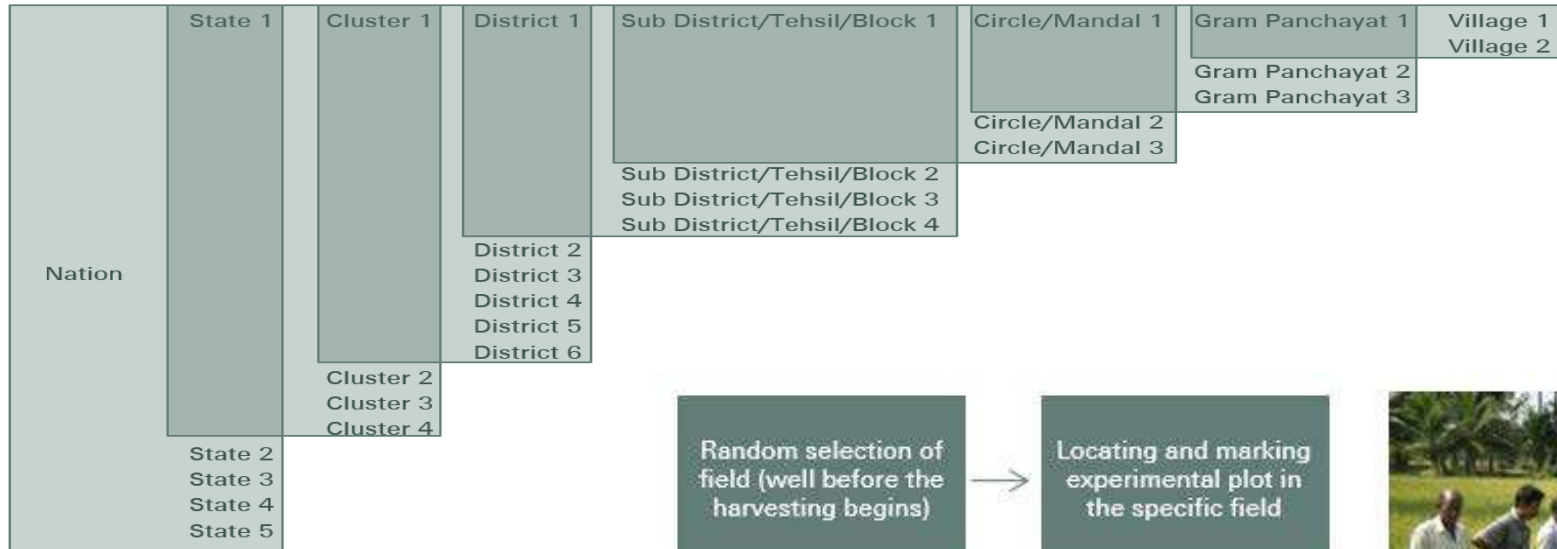 Nation
State 1
State 2
State 3
State 4
State 5
Cluster 1
Cluster 2
Cluster 3
Cluster 4
District 1
District 2
District 3
District 4
District 5
District 6
Sub District/Tehsil/Block 1
Sub District/Tehsil/Block 2
Sub District/Tehsil/Block 3
Sub District/Tehsil/Block 4
Circle/Mandal 1
Circle/Mandal 2
Circle/Mandal 3
Gram Panchayat 1
Gram Panchayat 2
Gram Panchayat 3
Village 1
Village 2
Random selection of
field (well before the
harvesting begins)
Locating and marking
experimental plot in
the specific field